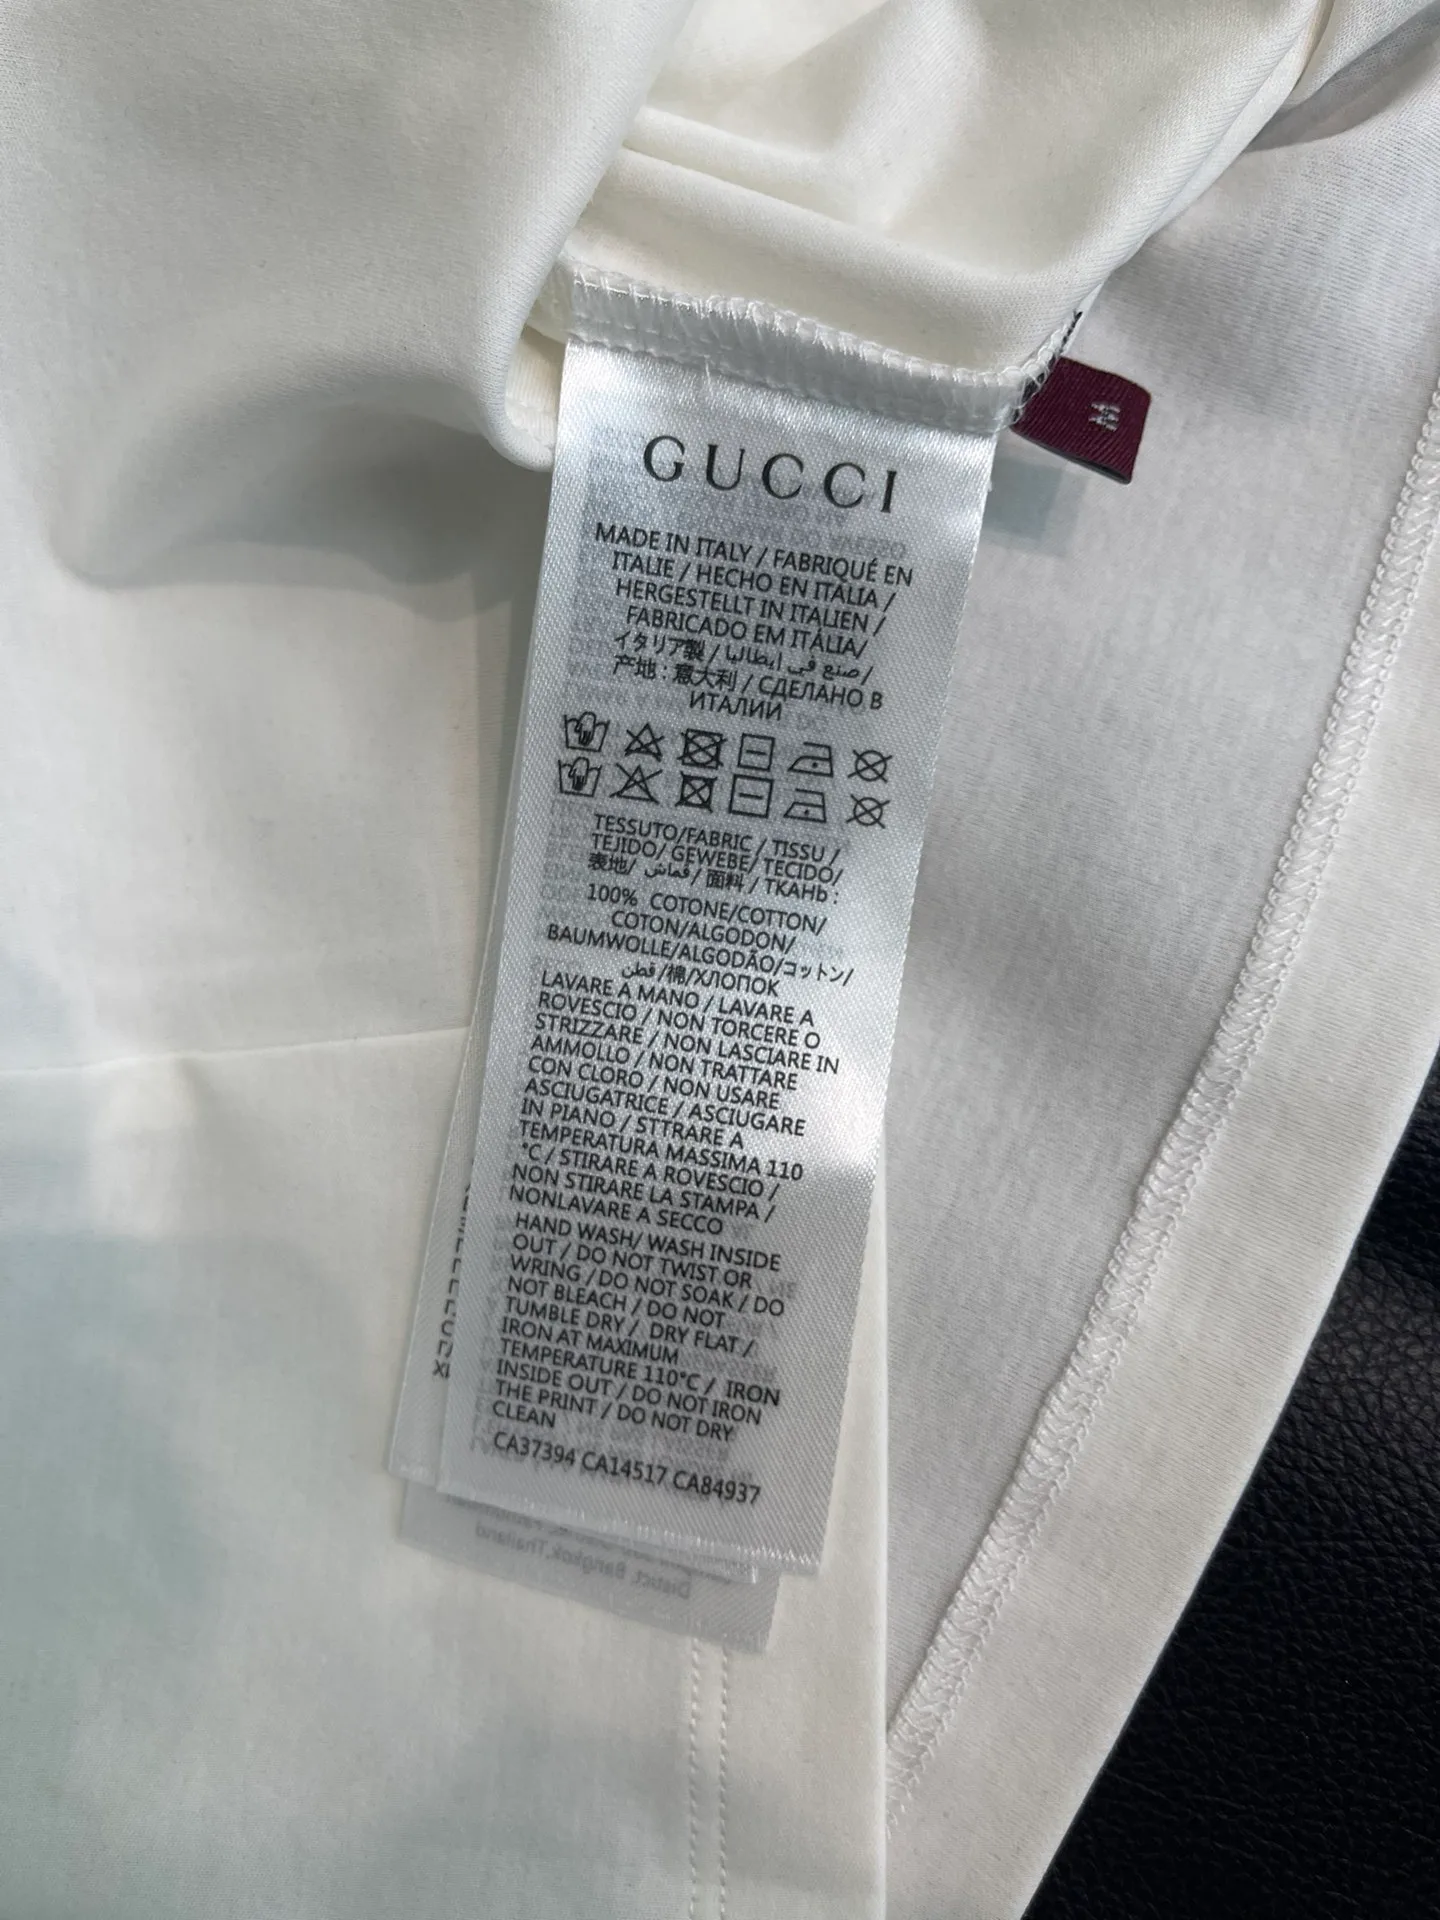 GUCCI
MADE IN ITALY / FABRIQUÉ EN
ITALIE / HECHO EN ITÀLIA /
HERGESTELLT IN ITALIEN /
FABRICADO EM ITÁLIA/
イタリア製 / صنع في إيطاليا /
产地 : 意大利 / СДЕЛАНО В
ИТАЛИИ
TESSUTO/FABRIC / TISSU /
TEJIDO/ GEWEBE/ TECIDO/
表地/ قماش / 面料 / ТКАНЬ :
100% COTONE/COTTON/
COTON/ALGODON/
BAUMWOLLE/ALGODÃO/コットン/
قطن /棉/ХЛОПОК
LAVARE A MANO / LAVARE A
ROVESCIO / NON TORCERE O
STRIZZARE / NON LASCIARE IN
AMMOLLO / NON TRATTARE
CON CLORO / NON USARE
ASCIUGATRICE / ASCIUGARE
IN PIANO / STTRARE A
TEMPERATURA MASSIMA 110
°C / STIRARE A ROVESCIO /
NON STIRARE LA STAMPA /
NONLAVARE A SECCO
HAND WASH/ WASH INSIDE
OUT / DO NOT TWIST OR
WRING / DO NOT SOAK / DO
NOT BLEACH / DO NOT
TUMBLE DRY / DRY FLAT /
IRON AT MAXIMUM
TEMPERATURE 110°C / IRON
INSIDE OUT / DO NOT IRON
THE PRINT / DO NOT DRY
CLEAN
CA37394 CA14517 CA84937
Distict, Bangkok,Thailand
M